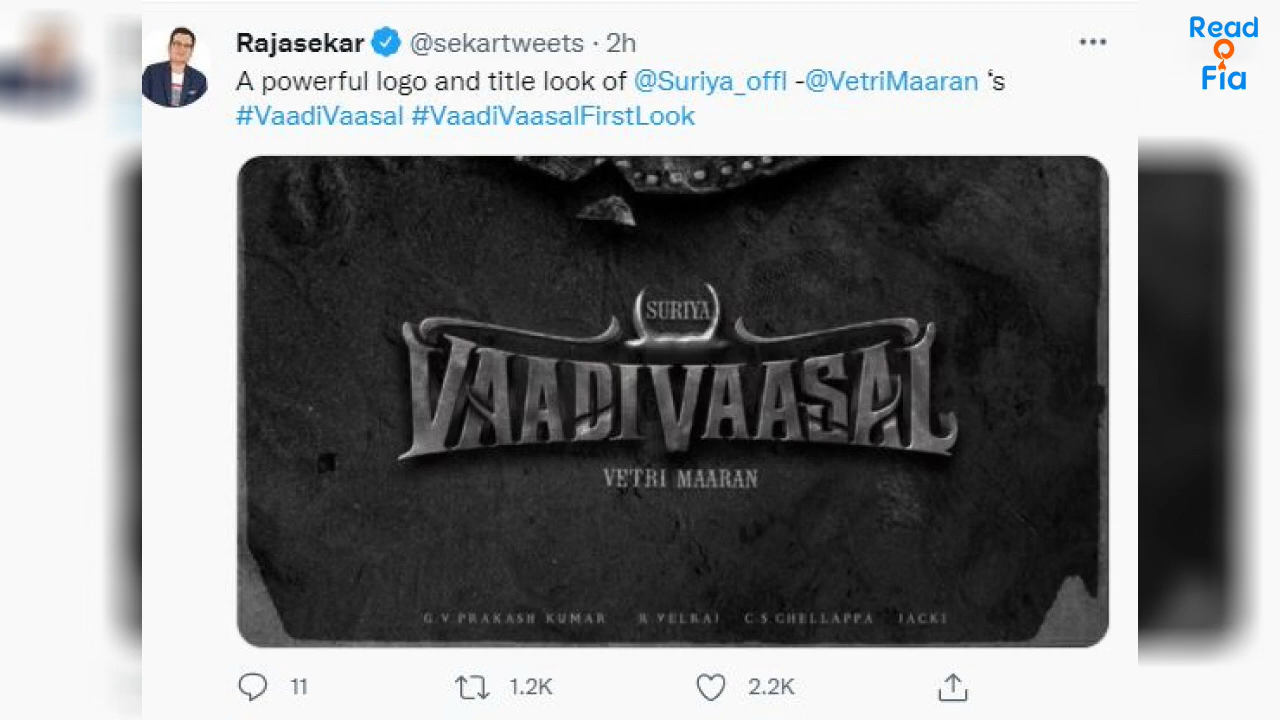 Rajasekar @sekartweets · 2h
A powerful logo and title look of @Suriya_offl -@VetriMaaran ‘s
#VaadiVaasal #VaadiVaasalFirstLook
Read
Fia
SURIYA
VAADIVAASAL
VETRI MAARAN
G.V.PRAKASH KUMAR R.VELRAJ C.S.CHELLAPPA JACKI
11 1.2K 2.2K